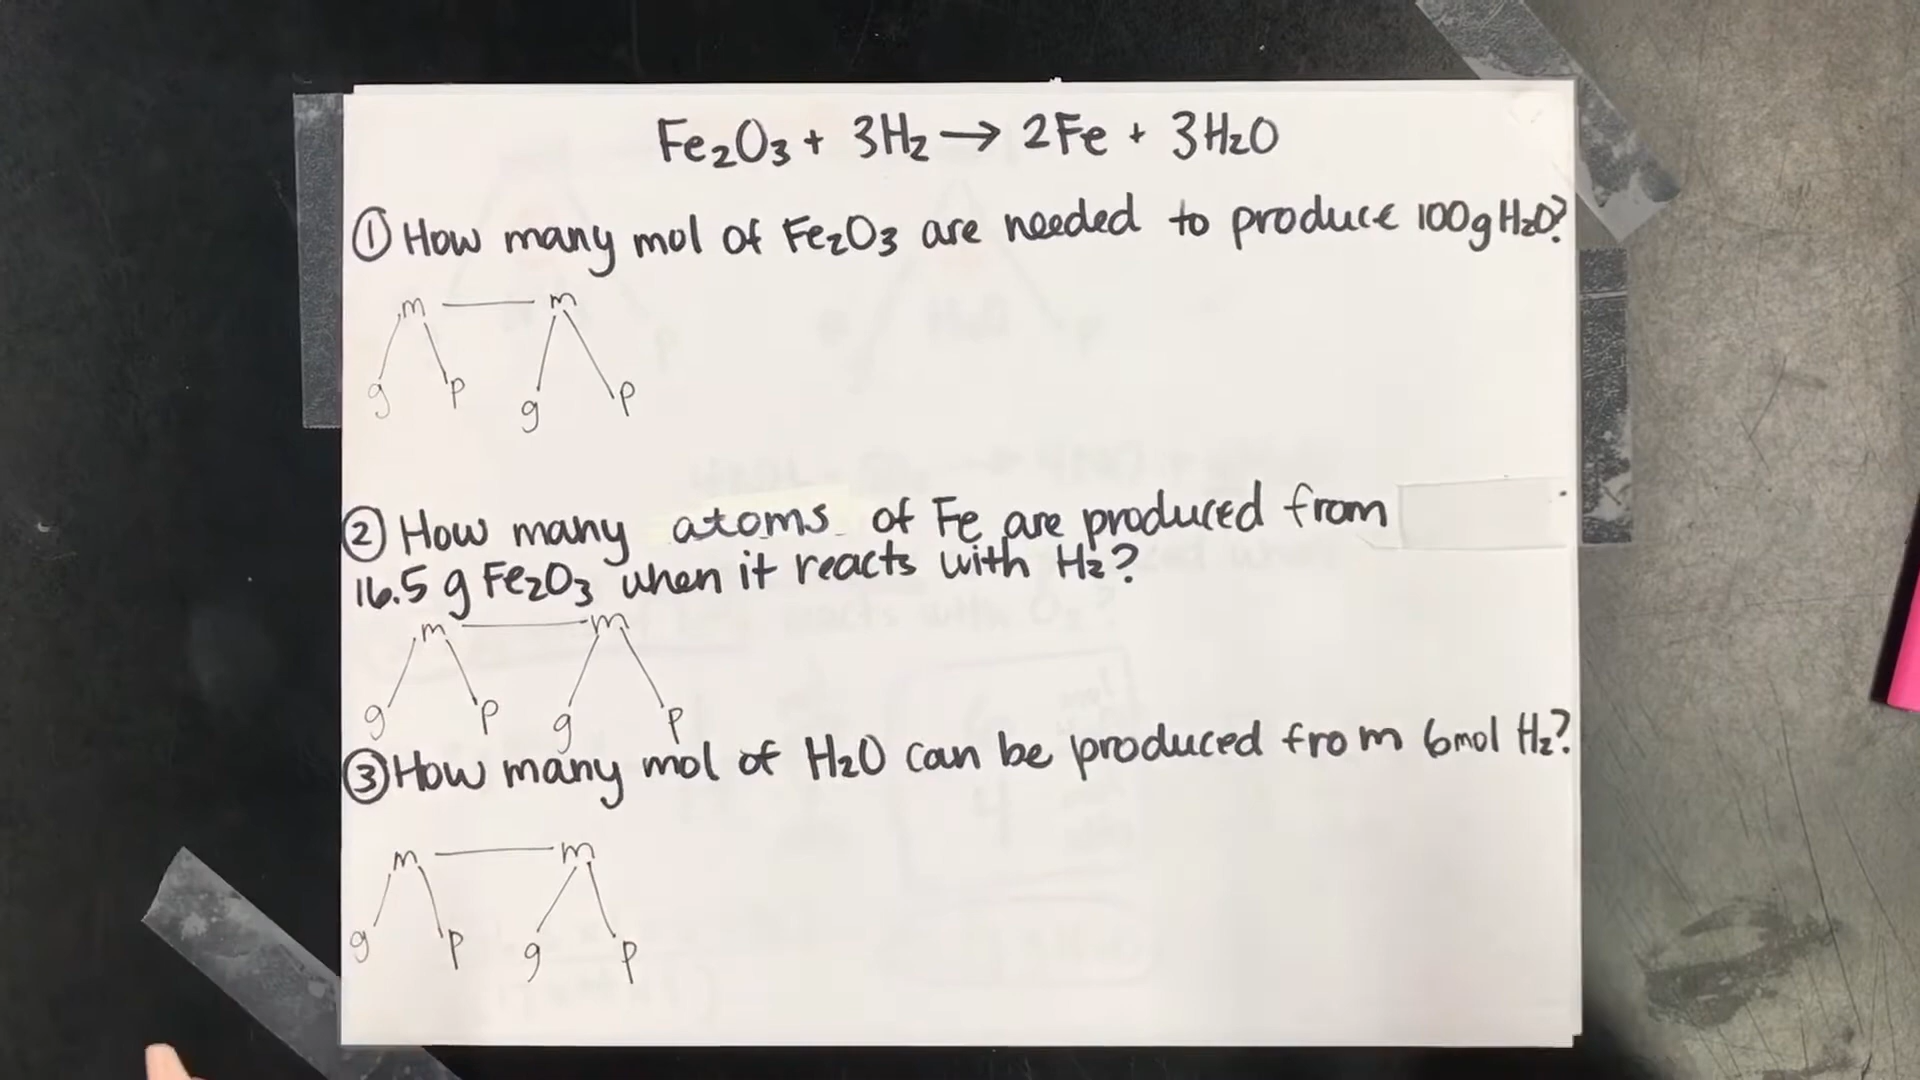 Fe₂O₃ + 3H₂ → 2Fe + 3H₂O
① How many mol of Fe₂O₃ are needed to produce 100g H₂O?
m — m
g p g p
② How many atoms of Fe are produced from
16.5 g Fe₂O₃ when it reacts with H₂?
m — m
g p g p
③ How many mol of H₂O can be produced from 6mol H₂?
m — m
g p g p